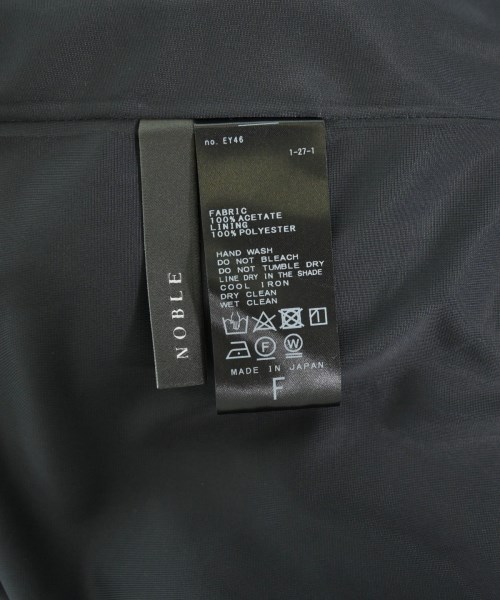 NOBLE
no. EY46
1-27-1
FABRIC
100% ACETATE
LINING
100% POLYESTER
HAND WASH
DO NOT BLEACH
DO NOT TUMBLE DRY
LINE DRY IN THE SHADE
COOL IRON
DRY CLEAN
WET CLEAN
F W
MADE IN JAPAN
F